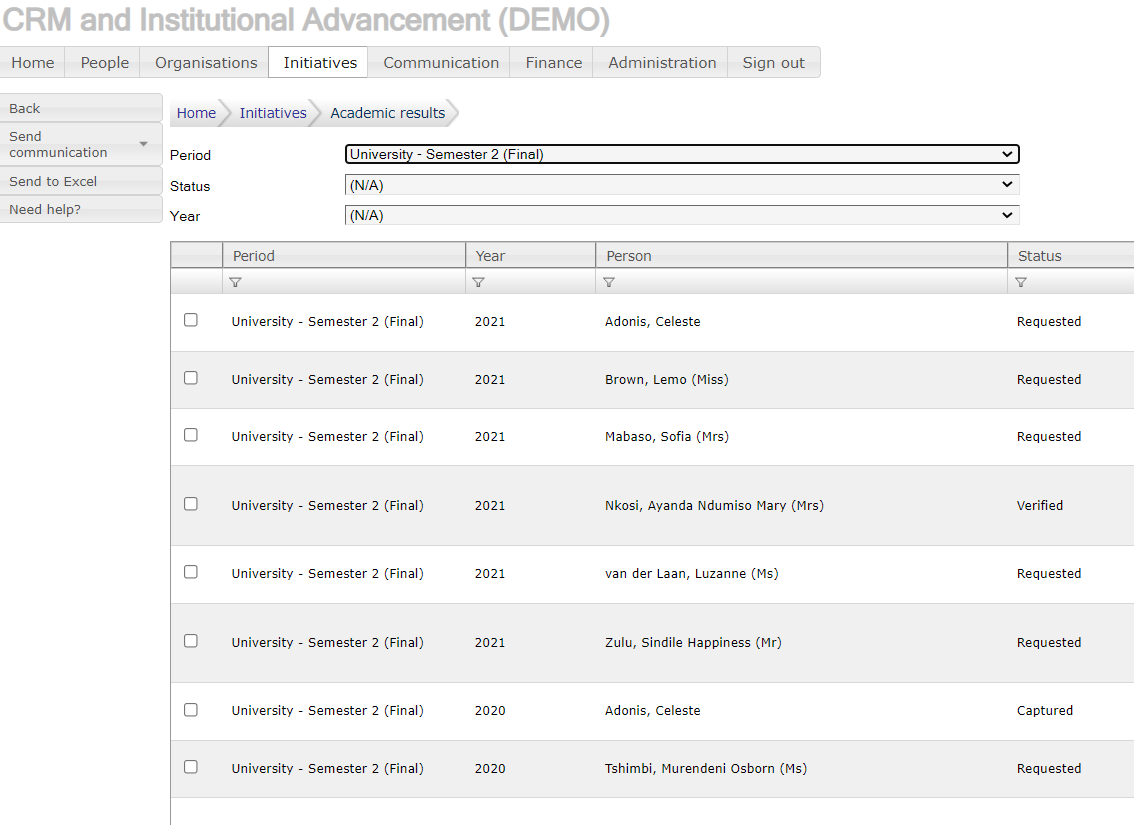 CRM and Institutional Advancement (DEMO)
Home People Organisations Initiatives Communication Finance Administration Sign out
Back
Send communication
Send to Excel
Need help?
Home Initiatives Academic results
Period University - Semester 2 (Final)
Status (N/A)
Year (N/A)
Period Year Person Status
University - Semester 2 (Final) 2021 Adonis, Celeste Requested
University - Semester 2 (Final) 2021 Brown, Lemo (Miss) Requested
University - Semester 2 (Final) 2021 Mabaso, Sofia (Mrs) Requested
University - Semester 2 (Final) 2021 Nkosi, Ayanda Ndumiso Mary (Mrs) Verified
University - Semester 2 (Final) 2021 van der Laan, Luzanne (Ms) Requested
University - Semester 2 (Final) 2021 Zulu, Sindile Happiness (Mr) Requested
University - Semester 2 (Final) 2020 Adonis, Celeste Captured
University - Semester 2 (Final) 2020 Tshimbi, Murendeni Osborn (Ms) Requested